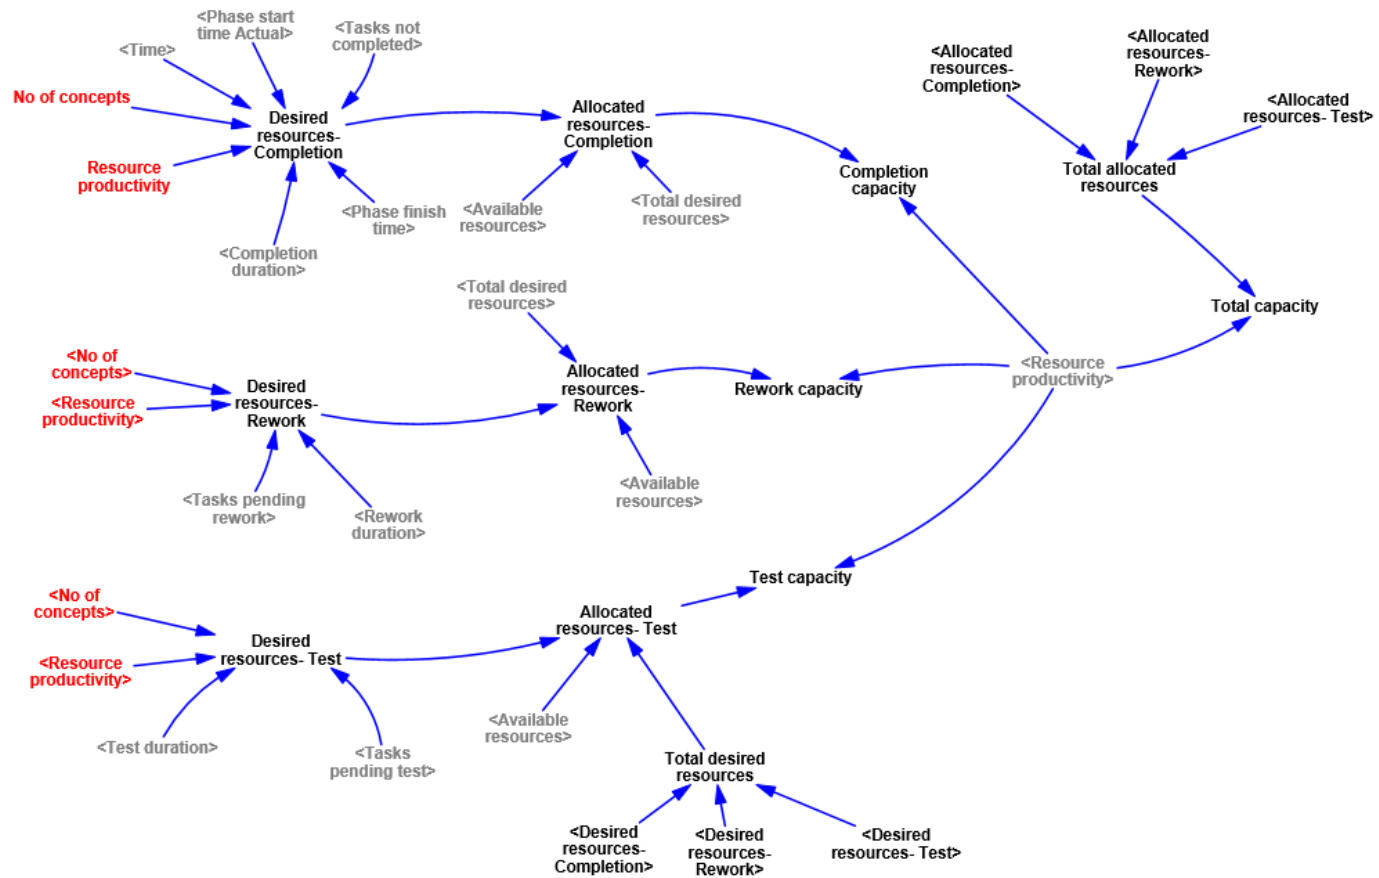 <Phase start
time Actual>
<Time>
<Tasks not
completed>
No of concepts
Resource
productivity
Desired
resources-
Completion
<Completion
duration>
<Phase finish
time>
Allocated
resources-
Completion
<Available
resources>
<Total desired
resources>
Completion
capacity
<Allocated
resources-
Completion>
<Allocated
resources-
Rework>
<Allocated
resources- Test>
Total allocated
resources
Total capacity
<Total desired
resources>
<No of
concepts>
<Resource
productivity>
Desired
resources-
Rework
<Tasks pending
rework>
<Rework
duration>
Allocated
resources-
Rework
<Available
resources>
Rework capacity
<Resource
productivity>
Test capacity
<No of
concepts>
<Resource
productivity>
Desired
resources- Test
<Test duration>
<Tasks
pending test>
Allocated
resources- Test
<Available
resources>
Total desired
resources
<Desired
resources-
Completion>
<Desired
resources-
Rework>
<Desired
resources- Test>